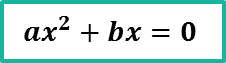 ax² + bx = 0